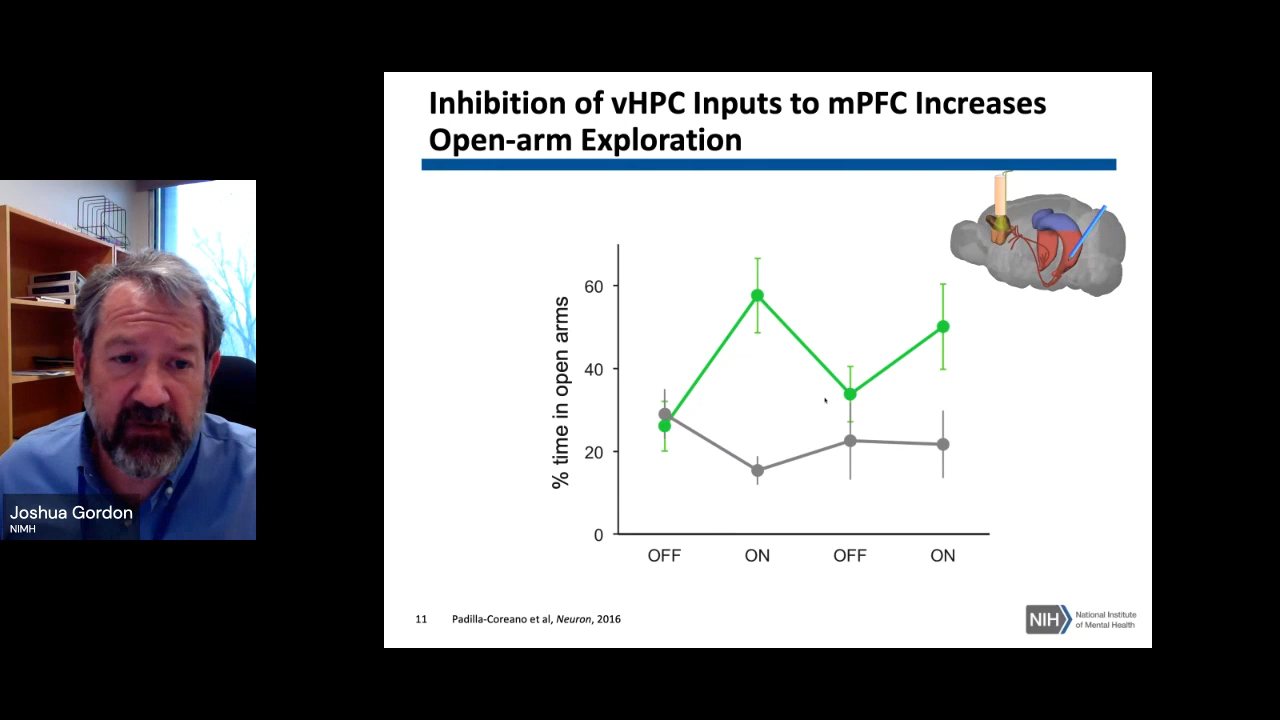 Inhibition of vHPC Inputs to mPFC Increases
Open-arm Exploration
% time in open arms
60
40
20
0
OFF ON OFF ON
11 Padilla-Coreano et al, Neuron, 2016
NIH National Institute
of Mental Health
Joshua Gordon
NIMH